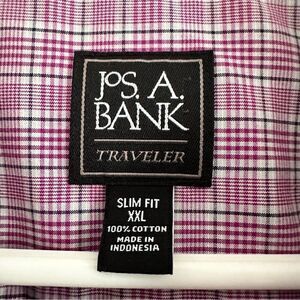 JOS. A.
BANK
TRAVELER
SLIM FIT
XXL
100% COTTON
MADE IN
INDONESIA